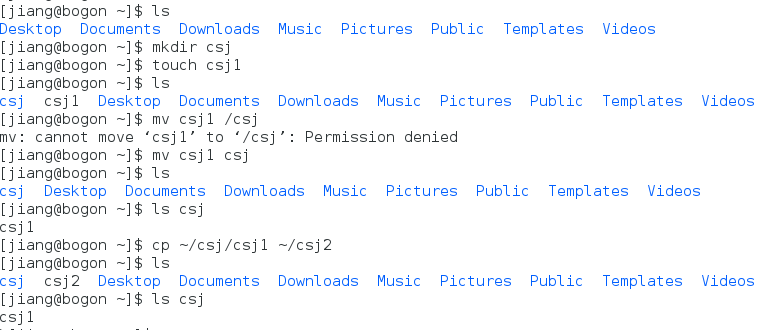 [jiang@bogon ~]$ ls
Desktop  Documents  Downloads  Music  Pictures  Public  Templates  Videos
[jiang@bogon ~]$ mkdir csj
[jiang@bogon ~]$ touch csj1
[jiang@bogon ~]$ ls
csj  csj1  Desktop  Documents  Downloads  Music  Pictures  Public  Templates  Videos
[jiang@bogon ~]$ mv csj1 /csj
mv: cannot move ‘csj1’ to ‘/csj’: Permission denied
[jiang@bogon ~]$ mv csj1 csj
[jiang@bogon ~]$ ls
csj  Desktop  Documents  Downloads  Music  Pictures  Public  Templates  Videos
[jiang@bogon ~]$ ls csj
csj1
[jiang@bogon ~]$ cp ~/csj/csj1 ~/csj2
[jiang@bogon ~]$ ls
csj  csj2  Desktop  Documents  Downloads  Music  Pictures  Public  Templates  Videos
[jiang@bogon ~]$ ls csj
csj1